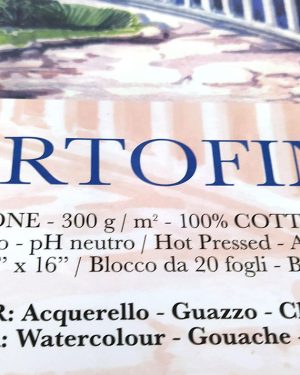 RTOFIN
ONE - 300 g / m² - 100% COTT
o - pH neutro / Hot Pressed - A
" x 16” / Blocco da 20 fogli - B
R: Acquerello - Guazzo - C
: Watercolour - Gouache -